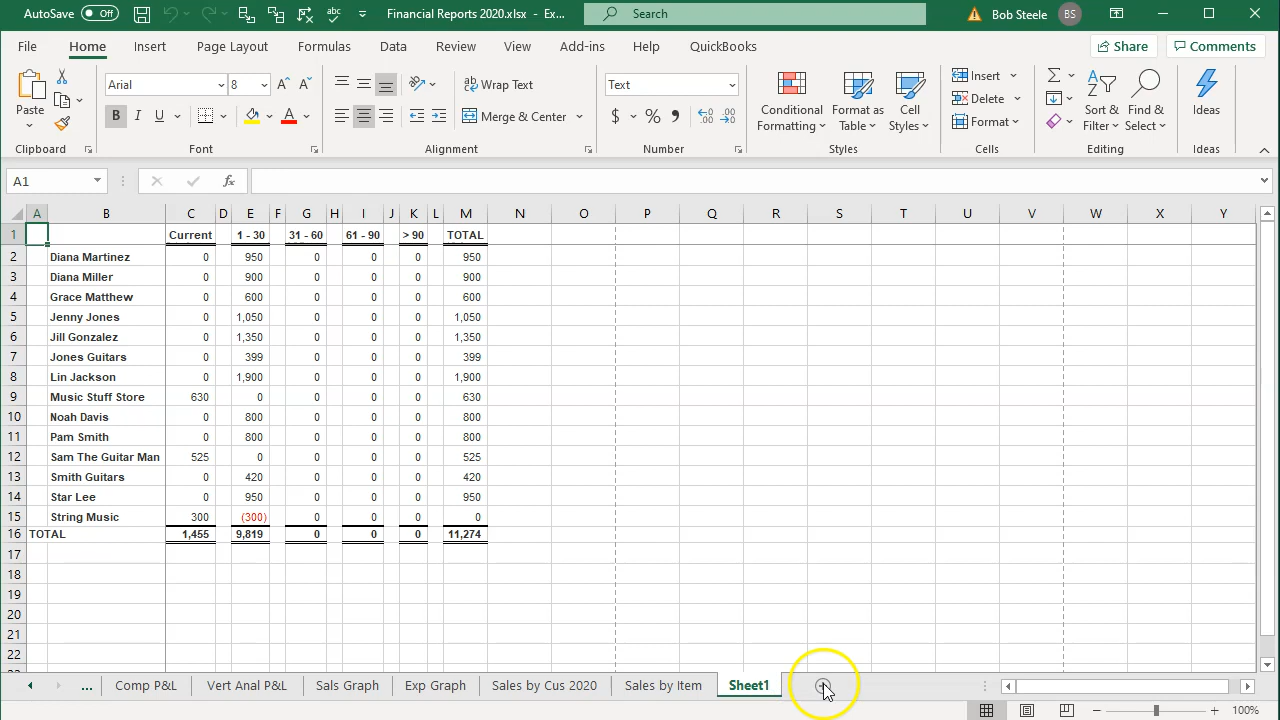 AutoSave Off Financial Reports 2020.xlsx - Ex... Search Bob Steele BS
File Home Insert Page Layout Formulas Data Review View Add-ins Help QuickBooks Share Comments
Paste Arial 8 Wrap Text Text Conditional Formatting Format as Table Cell Styles Insert Sort & Filter Find & Select Ideas
B I U A Merge & Center $ % Delete
Format
Clipboard Font Alignment Number Styles Cells Editing Ideas
A1 fx
A B C D E F G H I J K L M N O P Q R S T U V W X Y
1 Current 1 - 30 31 - 60 61 - 90 > 90 TOTAL
2 Diana Martinez 0 950 0 0 0 950
3 Diana Miller 0 900 0 0 0 900
4 Grace Matthew 0 600 0 0 0 600
5 Jenny Jones 0 1,050 0 0 0 1,050
6 Jill Gonzalez 0 1,350 0 0 0 1,350
7 Jones Guitars 0 399 0 0 0 399
8 Lin Jackson 0 1,900 0 0 0 1,900
9 Music Stuff Store 630 0 0 0 0 630
10 Noah Davis 0 800 0 0 0 800
11 Pam Smith 0 800 0 0 0 800
12 Sam The Guitar Man 525 0 0 0 0 525
13 Smith Guitars 0 420 0 0 0 420
14 Star Lee 0 950 0 0 0 950
15 String Music 300 (300) 0 0 0 0
16 TOTAL 1,455 9,819 0 0 0 11,274
17
18
19
20
21
22
... Comp P&L Vert Anal P&L Sals Graph Exp Graph Sales by Cus 2020 Sales by Item Sheet1
100%